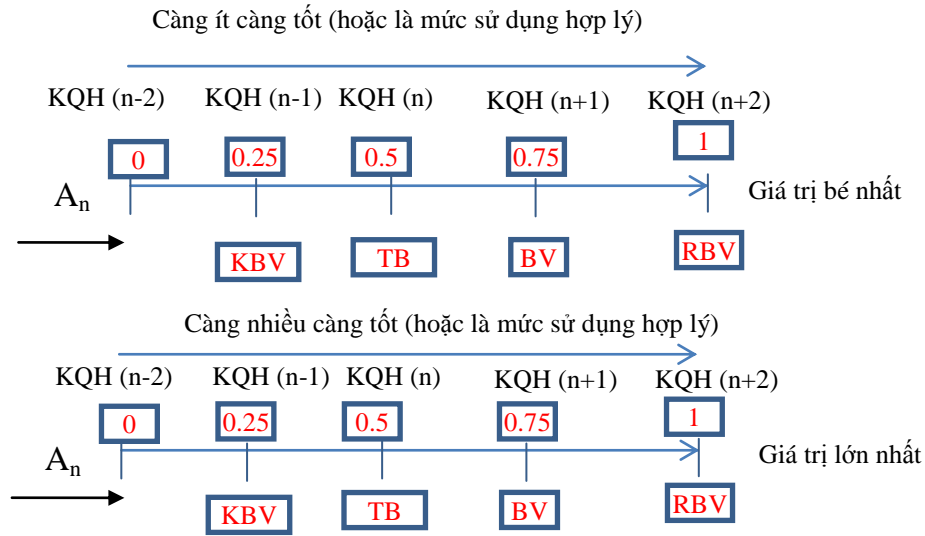 Càng ít càng tốt (hoặc là mức sử dụng hợp lý)
KQH (n-2) KQH (n-1) KQH (n) KQH (n+1) KQH (n+2)
0 0.25 0.5 0.75 1
An Giá trị bé nhất
KBV TB BV RBV
Càng nhiều càng tốt (hoặc là mức sử dụng hợp lý)
KQH (n-2) KQH (n-1) KQH (n) KQH (n+1) KQH (n+2)
0 0.25 0.5 0.75 1
An Giá trị lớn nhất
KBV TB BV RBV